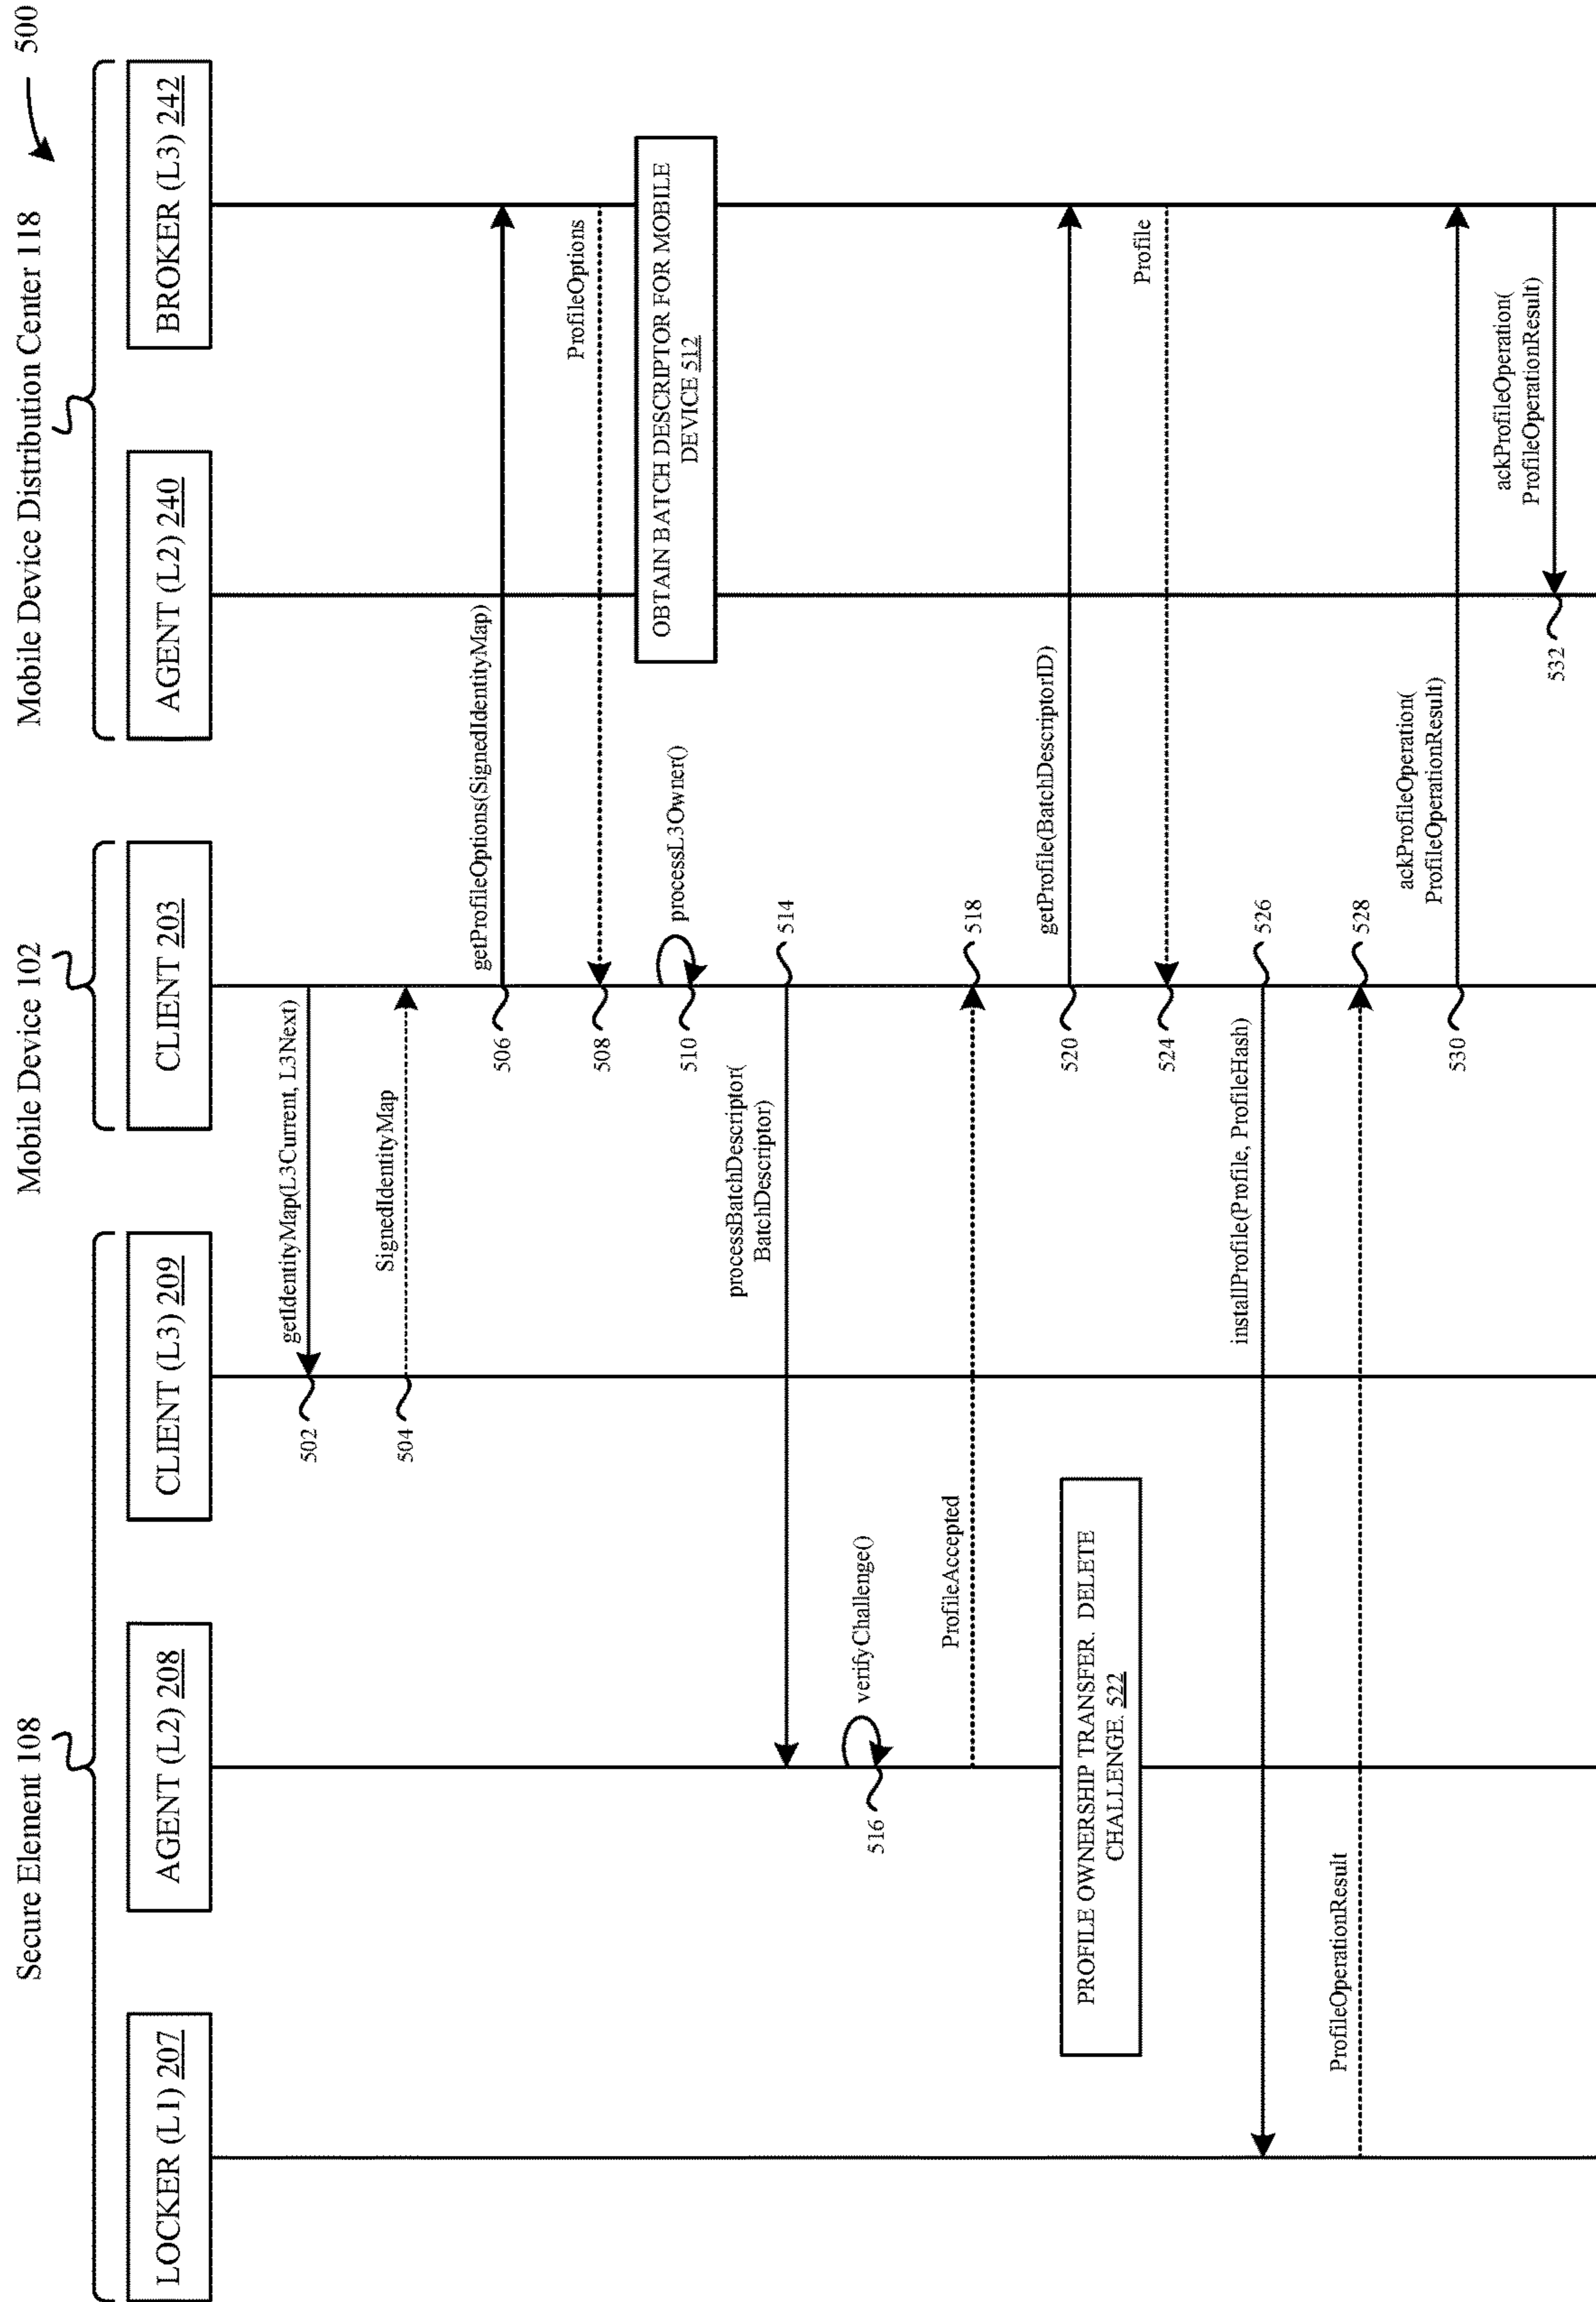 500
Secure Element 108
Mobile Device 102
Mobile Device Distribution Center 118
LOCKER (L1) 207
AGENT (L2) 208
CLIENT (L3) 209
CLIENT 203
AGENT (L2) 240
BROKER (L3) 242
getIdentityMap(L3Current, L3Next)
502
SignedIdentityMap
504
getProfileOptions(SignedIdentityMap)
506
ProfileOptions
508
processL3Owner()
510
OBTAIN BATCH DESCRIPTOR FOR MOBILE
DEVICE 512
processBatchDescriptor(
BatchDescriptor)
514
verifyChallenge()
516
ProfileAccepted
518
getProfile(BatchDescriptorID)
520
PROFILE OWNERSHIP TRANSFER. DELETE
CHALLENGE. 522
Profile
524
installProfile(Profile, ProfileHash)
526
ProfileOperationResult
528
ackProfileOperation(
ProfileOperationResult)
530
ackProfileOperation(
ProfileOperationResult)
532